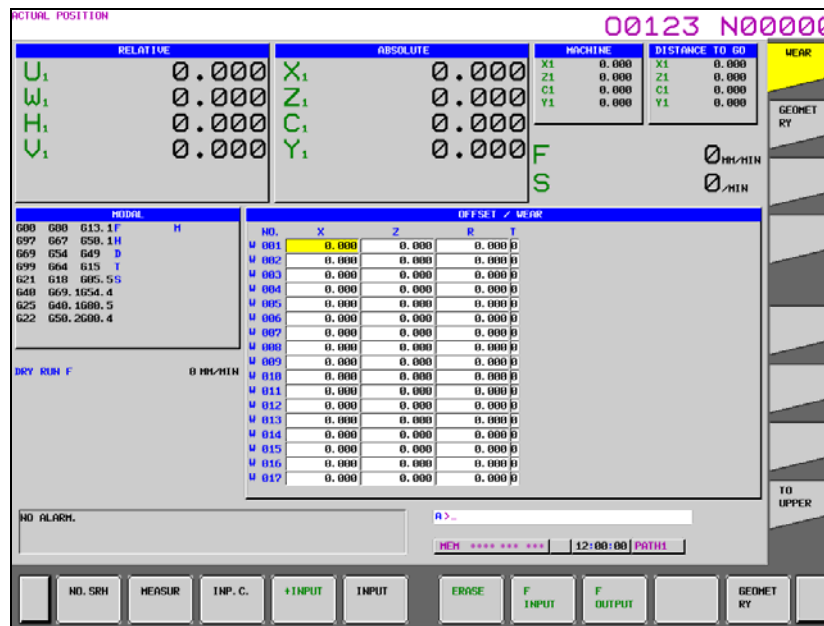 ACTUAL POSITION
O0123 N00000
RELATIVE
U1 0.000
W1 0.000
H1 0.000
V1 0.000
ABSOLUTE
X1 0.000
Z1 0.000
C1 0.000
Y1 0.000
MACHINE
X1 0.000
Z1 0.000
C1 0.000
Y1 0.000
DISTANCE TO GO
X1 0.000
Z1 0.000
C1 0.000
Y1 0.000
F 0 MM/MIN
S 0 /MIN
WEAR
GEOMET
RY
TO
UPPER
MODAL
G00 G80 G13.1 F M
G97 G67 G50.1 H
G69 G54 G49 D
G99 G64 G15 T
G21 G18 G05.5 S
G40 G69.1 G54.4
G25 G40.1 G80.5
G22 G50.2 G80.4
DRY RUN F 0 MM/MIN
OFFSET / WEAR
NO. X Z R T
W 001 0.000 0.000 0.000 0
W 002 0.000 0.000 0.000 0
W 003 0.000 0.000 0.000 0
W 004 0.000 0.000 0.000 0
W 005 0.000 0.000 0.000 0
W 006 0.000 0.000 0.000 0
W 007 0.000 0.000 0.000 0
W 008 0.000 0.000 0.000 0
W 009 0.000 0.000 0.000 0
W 010 0.000 0.000 0.000 0
W 011 0.000 0.000 0.000 0
W 012 0.000 0.000 0.000 0
W 013 0.000 0.000 0.000 0
W 014 0.000 0.000 0.000 0
W 015 0.000 0.000 0.000 0
W 016 0.000 0.000 0.000 0
W 017 0.000 0.000 0.000 0
NO ALARM.
A>_
MEM **** *** *** 12:00:00 PATH1
NO.SRH
MEASUR
INP.C.
+INPUT
INPUT
ERASE
F
INPUT
F
OUTPUT
GEOMET
RY